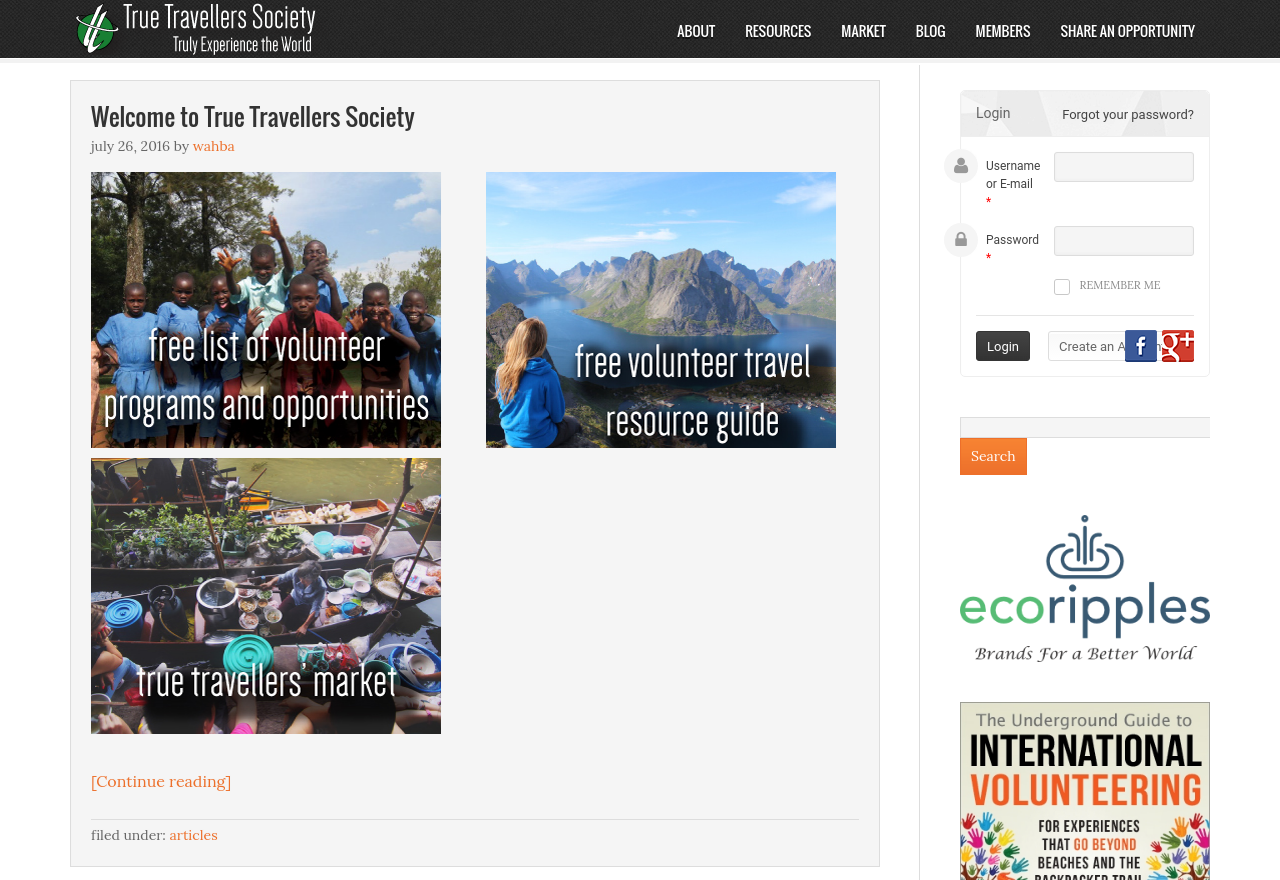 True Travellers Society
Truly Experience the World
ABOUT
RESOURCES
MARKET
BLOG
MEMBERS
SHARE AN OPPORTUNITY
Welcome to True Travellers Society
july 26, 2016 by wahba
free list of volunteer
programs and opportunities
free volunteer travel
resource guide
true travellers' market
[Continue reading]
filed under: articles
Login
Forgot your password?
Username
or E-mail
*
Password
*
REMEMBER ME
Login
Create an A
f
g+
Search
ecoripples
Brands For a Better World
The Underground Guide to
INTERNATIONAL
VOLUNTEERING
FOR EXPERIENCES
THAT GO BEYOND
BEACHES AND THE
BACKPACKER TRAIL